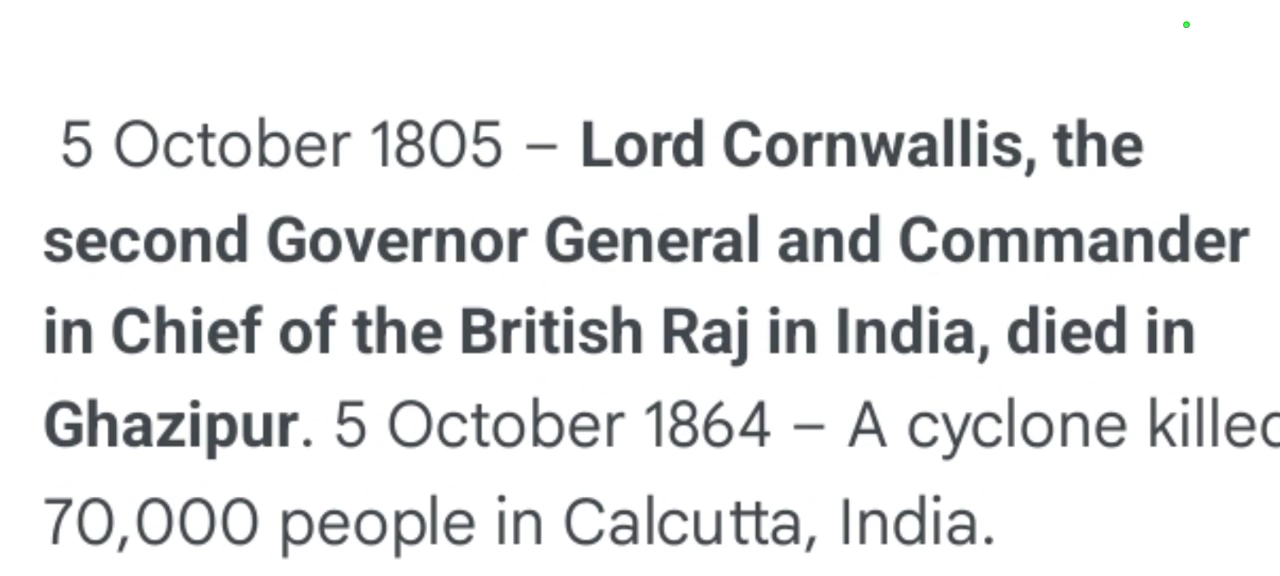 5 October 1805 – Lord Cornwallis, the
second Governor General and Commander
in Chief of the British Raj in India, died in
Ghazipur. 5 October 1864 – A cyclone killed
70,000 people in Calcutta, India.